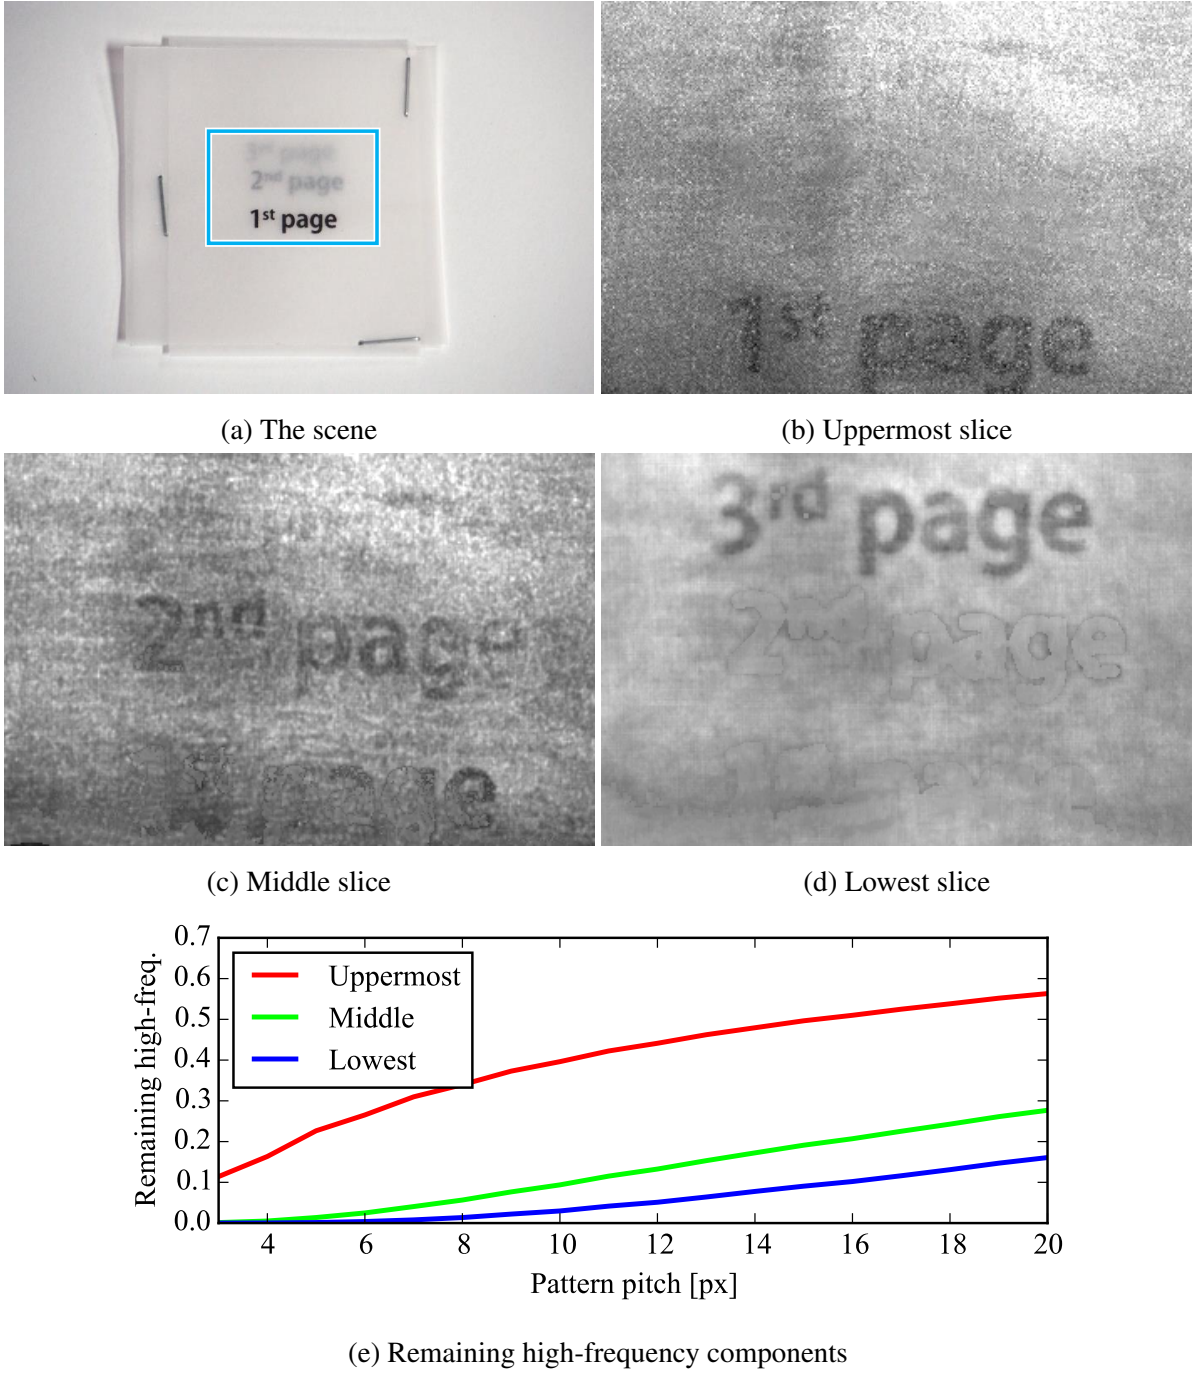 3rd page
2nd page
1st page
(a) The scene
1st page
(b) Uppermost slice
2nd page
page
(c) Middle slice
3rd page
2nd page
(d) Lowest slice
0.7
0.6
0.5
0.4
0.3
0.2
0.1
0.0
Remaining high-freq.
Uppermost
Middle
Lowest
4 6 8 10 12 14 16 18 20
Pattern pitch [px]
(e) Remaining high-frequency components